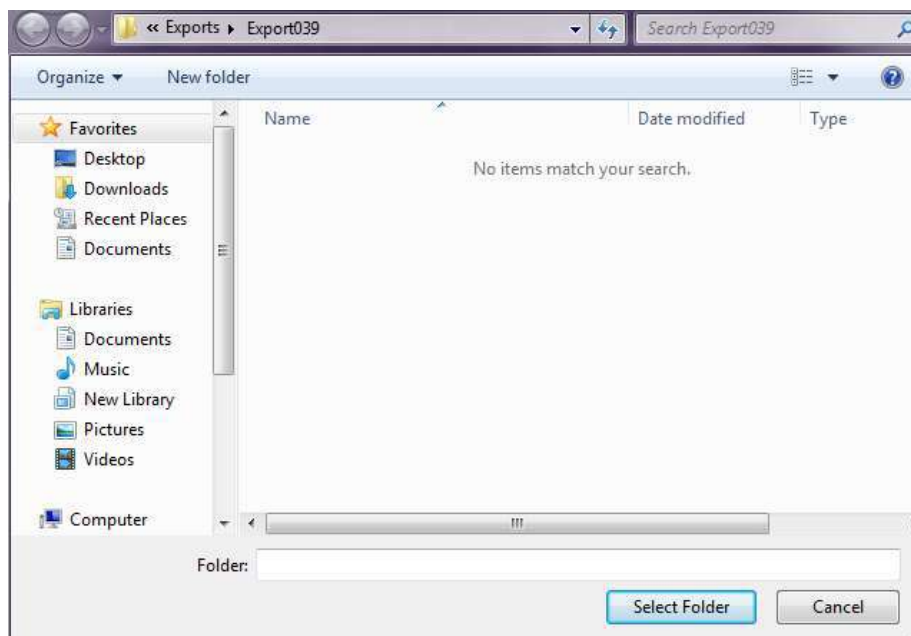 « Exports ▸ Export039
Search Export039
Organize ▾ New folder
Name Date modified Type
No items match your search.
Favorites
Desktop
Downloads
Recent Places
Documents
Libraries
Documents
Music
New Library
Pictures
Videos
Computer
Folder:
Select Folder Cancel